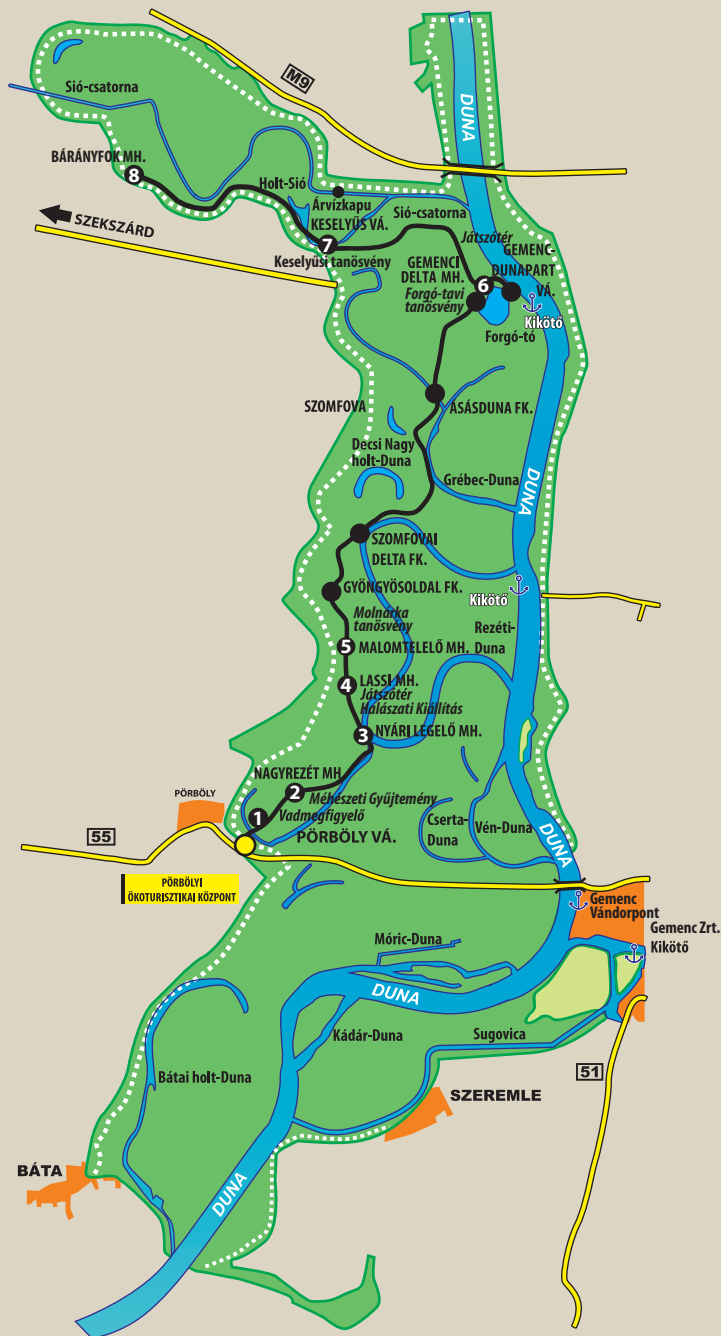 M9
Sió-csatorna
DUNA
BÁRÁNYFOK MH.
8
Holt-Sió
Árvízkapu
KESELYŰS VÁ.
Sió-csatorna
SZEKSZÁRD
7
Keselyűsi tanösvény
Játszótér
GEMENC-
DUNAPART
VÁ.
GEMENCI
DELTA MH.
6
Forgó-tavi
tanösvény
Kikötő
Forgó-tó
SZOMFOVA
ASÁSDUNA FK.
Decsi Nagy
holt-Duna
Grébec-Duna
DUNA
SZOMFOVAI
DELTA FK.
GYÖNGYÖSOLDAL FK.
Kikötő
Molnárka
tanösvény
Rezéti-
Duna
5
MALOMTELELŐ MH.
4
LASSI MH.
Játszótér
Halászati Kiállítás
3
NYÁRI LEGELŐ MH.
NAGYREZÉT MH
2
Méhészeti Gyűjtemény
PÖRBÖLY
1
Vadmegfigyelő
Cserta-
Duna
Vén-Duna
DUNA
55
PÖRBÖLY VÁ.
PÖRBÖLYI
ÖKOTURISZTIKAI KÖZPONT
Gemenc
Vándorpont
Gemenc Zrt.
Kikötő
Móric-Duna
DUNA
Kádár-Duna
Sugovica
Bátai holt-Duna
51
SZEREMLE
BÁTA
DUNA